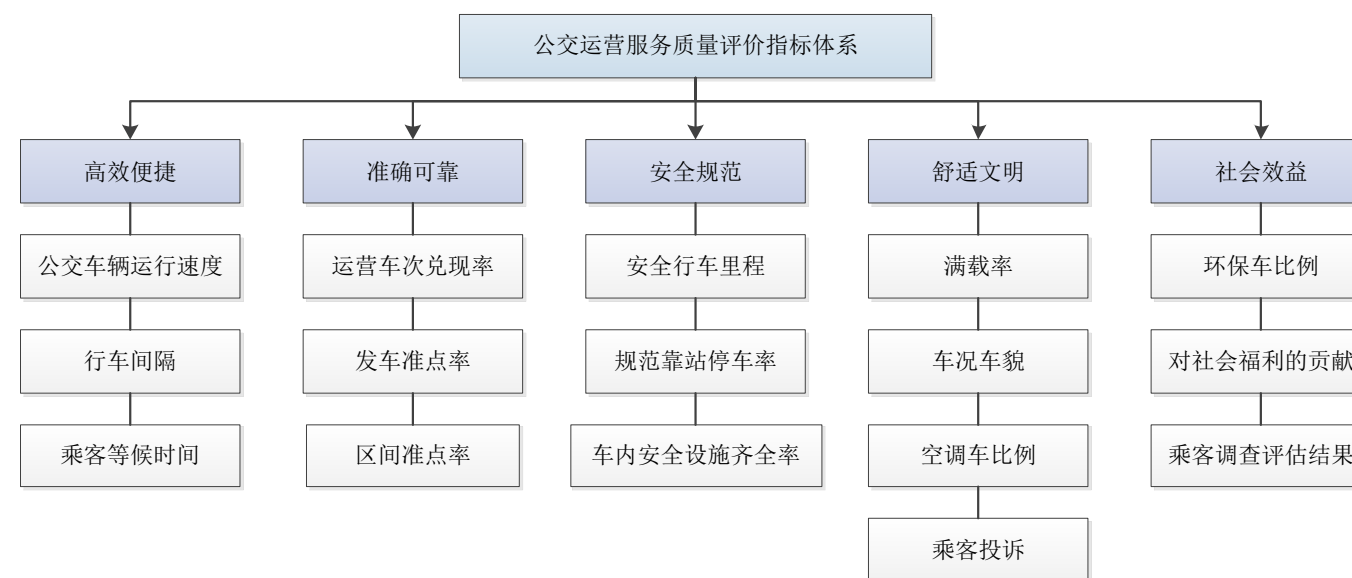 公交运营服务质量评价指标体系
高效便捷
准确可靠
安全规范
舒适文明
社会效益
公交车辆运行速度
运营车次兑现率
安全行车里程
满载率
环保车比例
行车间隔
发车准点率
规范靠站停车率
车况车貌
对社会福利的贡献
乘客等候时间
区间准点率
车内安全设施齐全率
空调车比例
乘客调查评估结果
乘客投诉